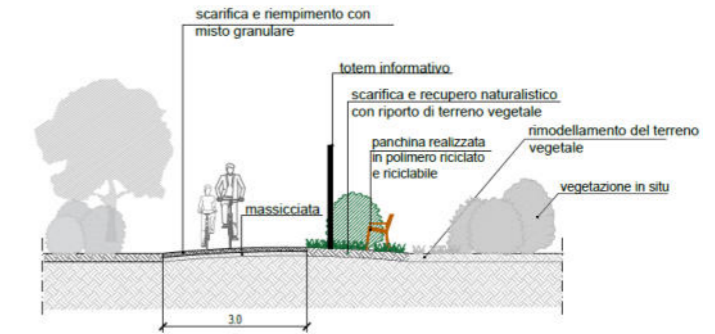 scarifica e riempimento con
misto granulare
totem informativo
scarifica e recupero naturalistico
con riporto di terreno vegetale
panchina realizzata
in polimero riciclato
e riciclabile
rimodellamento del terreno
vegetale
vegetazione in situ
massicciata
3.0